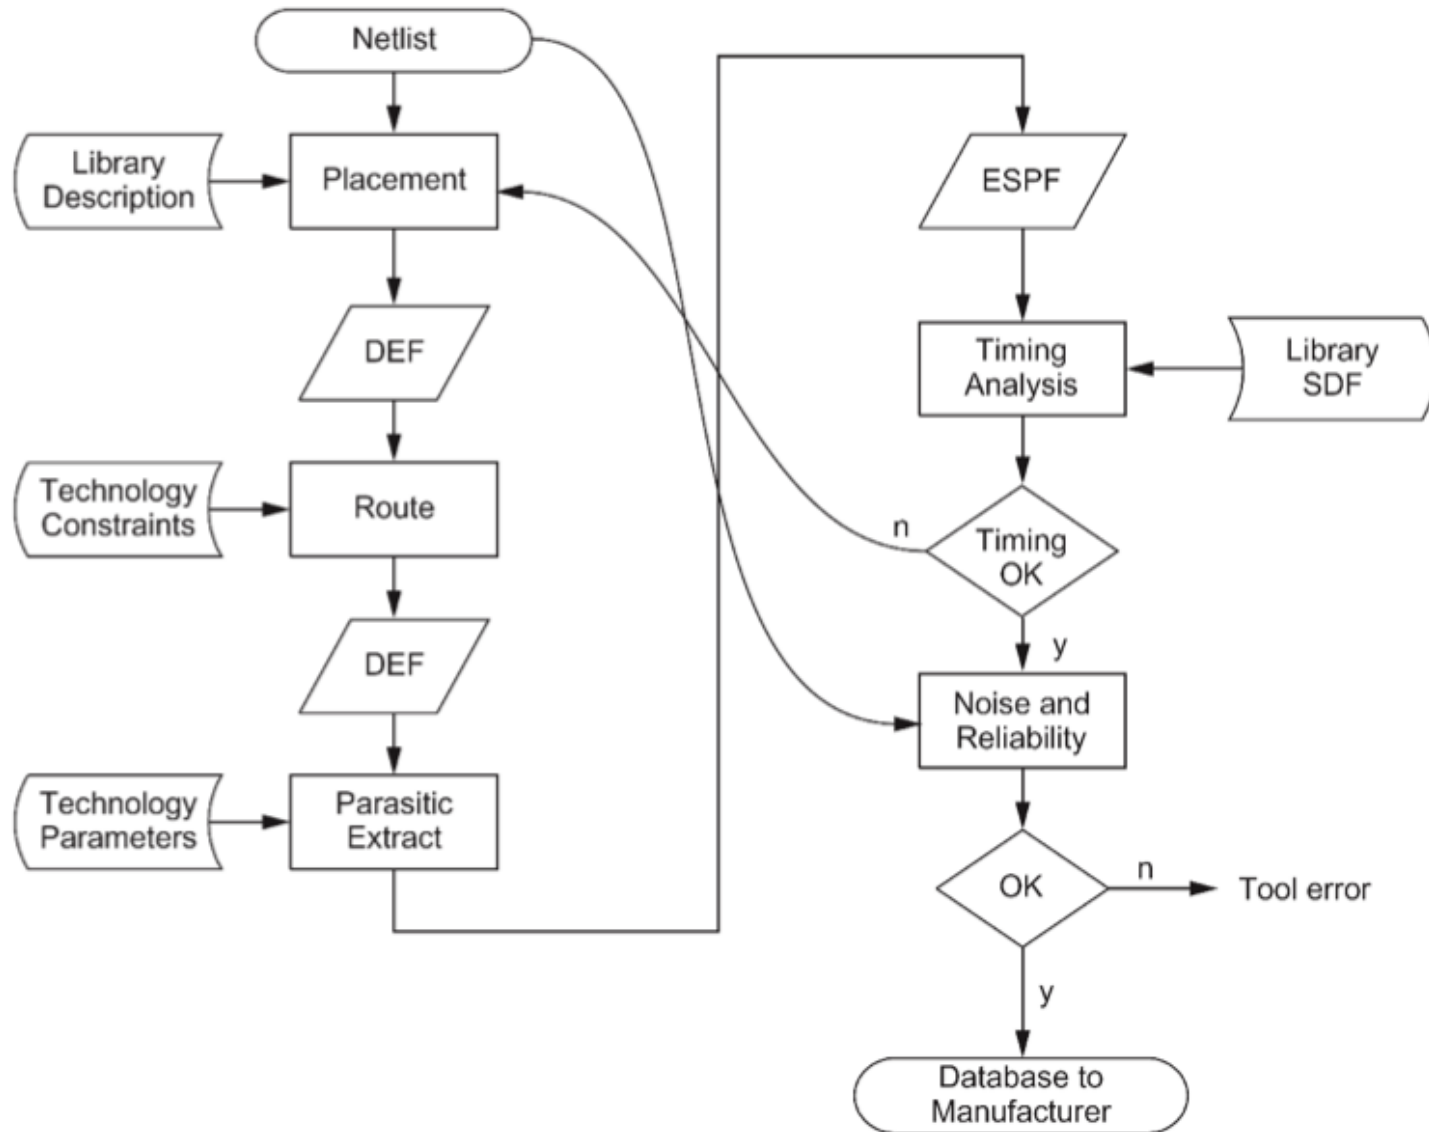 Netlist
Library
Description
Placement
DEF
Technology
Constraints
Route
DEF
Technology
Parameters
Parasitic
Extract
ESPF
Timing
Analysis
Library
SDF
Timing
OK
n
y
Noise and
Reliability
OK
n
Tool error
y
Database to
Manufacturer